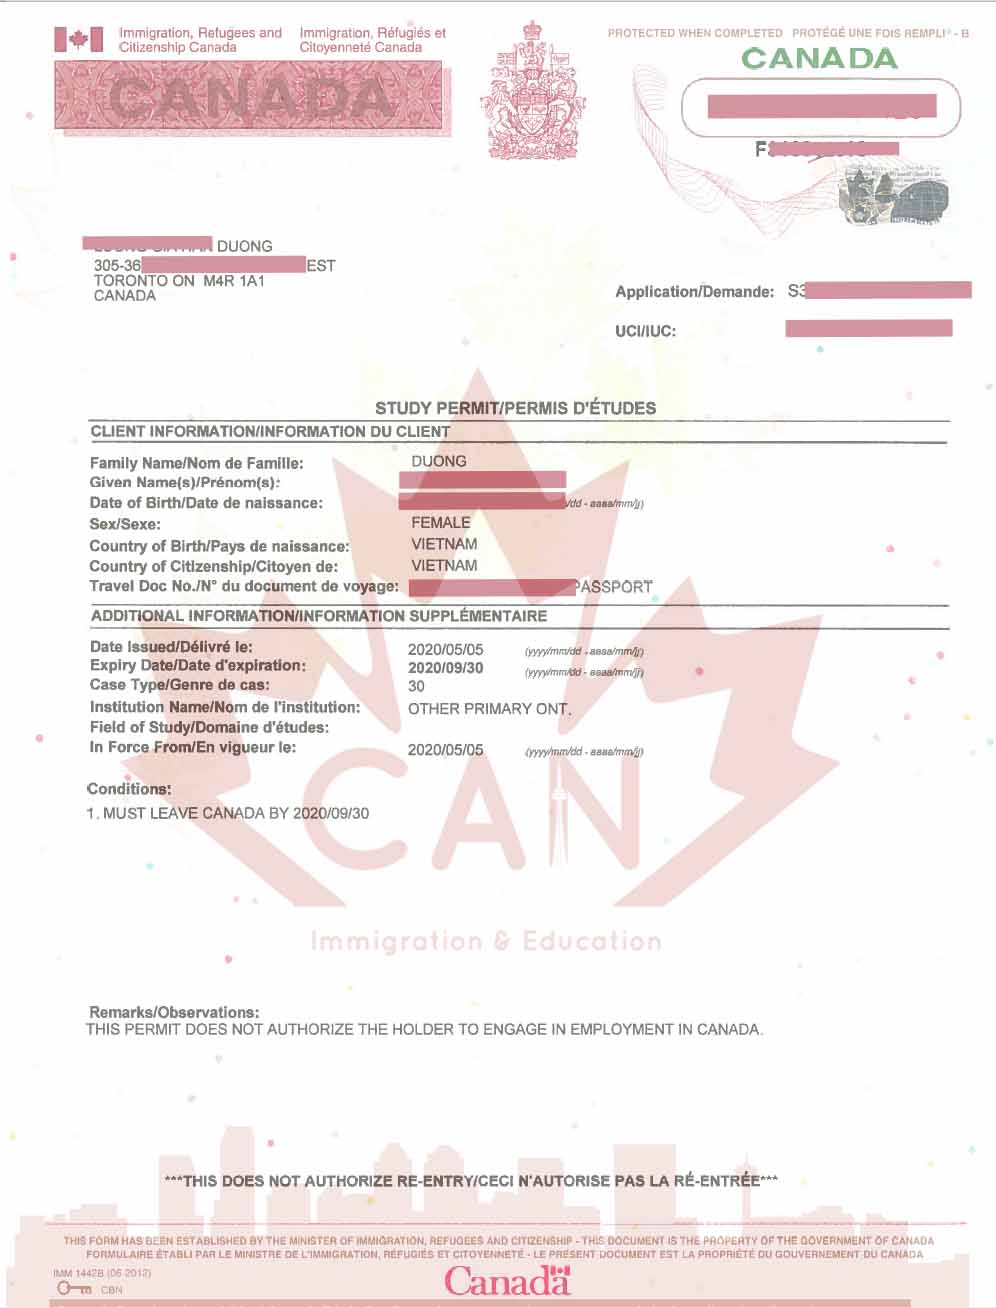 Immigration, Refugees and Citizenship Canada
Immigration, Réfugiés et Citoyenneté Canada
PROTECTED WHEN COMPLETED PROTÉGÉ UNE FOIS REMPLI - B
CANADA
CANADA
DUONG
305-36 EST
TORONTO ON M4R 1A1
CANADA
Application/Demande: S3
UCI/IUC:
STUDY PERMIT/PERMIS D'ÉTUDES
CLIENT INFORMATION/INFORMATION DU CLIENT
Family Name/Nom de Famille: DUONG
Given Name(s)/Prénom(s):
Date of Birth/Date de naissance: /dd - aaaa/mm/jj)
Sex/Sexe: FEMALE
Country of Birth/Pays de naissance: VIETNAM
Country of Citizenship/Citoyen de: VIETNAM
Travel Doc No./N° du document de voyage: PASSPORT
ADDITIONAL INFORMATION/INFORMATION SUPPLÉMENTAIRE
Date Issued/Délivré le: 2020/05/05 (yyyy/mm/dd - aaaa/mm/jj)
Expiry Date/Date d'expiration: 2020/09/30 (yyyy/mm/dd - aaaa/mm/jj)
Case Type/Genre de cas: 30
Institution Name/Nom de l'institution: OTHER PRIMARY ONT.
Field of Study/Domaine d'études:
In Force From/En vigueur le: 2020/05/05 (yyyy/mm/dd - aaaa/mm/jj)
Conditions:
1. MUST LEAVE CANADA BY 2020/09/30
CAN
Immigration & Education
Remarks/Observations:
THIS PERMIT DOES NOT AUTHORIZE THE HOLDER TO ENGAGE IN EMPLOYMENT IN CANADA.
***THIS DOES NOT AUTHORIZE RE-ENTRY/CECI N'AUTORISE PAS LA RÉ-ENTRÉE***
THIS FORM HAS BEEN ESTABLISHED BY THE MINISTER OF IMMIGRATION, REFUGEES AND CITIZENSHIP - THIS DOCUMENT IS THE PROPERTY OF THE GOVERNMENT OF CANADA
FORMULAIRE ÉTABLI PAR LE MINISTRE DE L'IMMIGRATION, RÉFUGIÉS ET CITOYENNETÉ - LE PRÉSENT DOCUMENT EST LA PROPRIÉTÉ DU GOUVERNEMENT DU CANADA
IMM 1442B (06-2012)
CBN
Canada